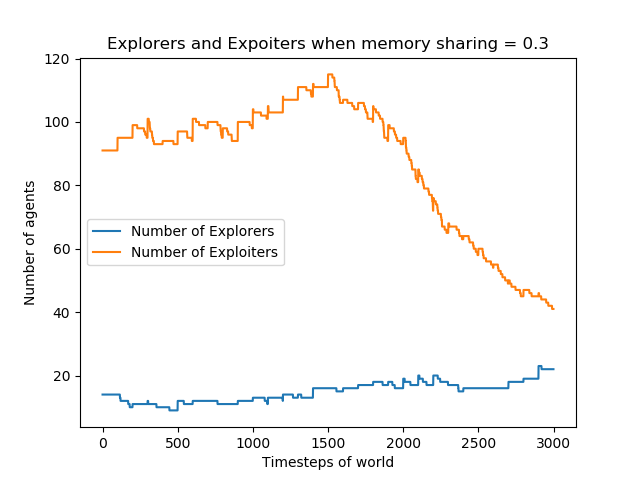 Explorers and Expoiters when memory sharing = 0.3
120
100
80
60
40
20
Number of agents
Number of Explorers
Number of Exploiters
0 500 1000 1500 2000 2500 3000
Timesteps of world